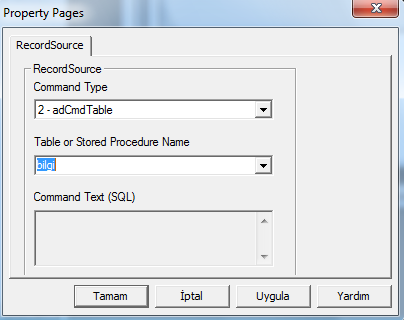 Property Pages
RecordSource
RecordSource
Command Type
2 - adCmdTable
Table or Stored Procedure Name
bilgi
Command Text (SQL)
Tamam
İptal
Uygula
Yardım